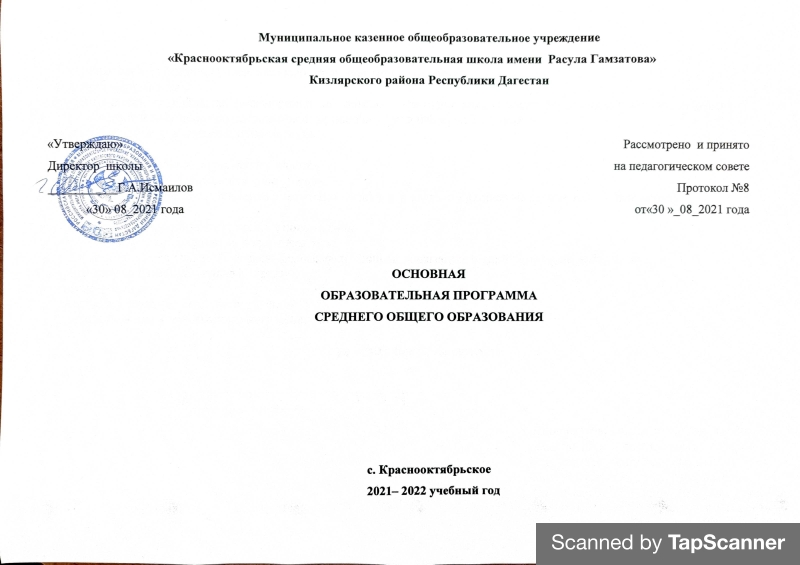 Муниципальное казенное общеобразовательное учреждение
«Краснооктябрьская средняя общеобразовательная школа имени Расула Гамзатова»
Кизлярского района Республики Дагестан
«Утверждаю»
Директор школы
Г.А.Исмаилов
«30» 08 2021 года
Рассмотрено и принято
на педагогическом совете
Протокол №8
от«30 »_08_2021 года
ОСНОВНАЯ
ОБРАЗОВАТЕЛЬНАЯ ПРОГРАММА
СРЕДНЕГО ОБЩЕГО ОБРАЗОВАНИЯ
с. Краснооктябрьское
2021– 2022 учебный год
Scanned by TapScanner